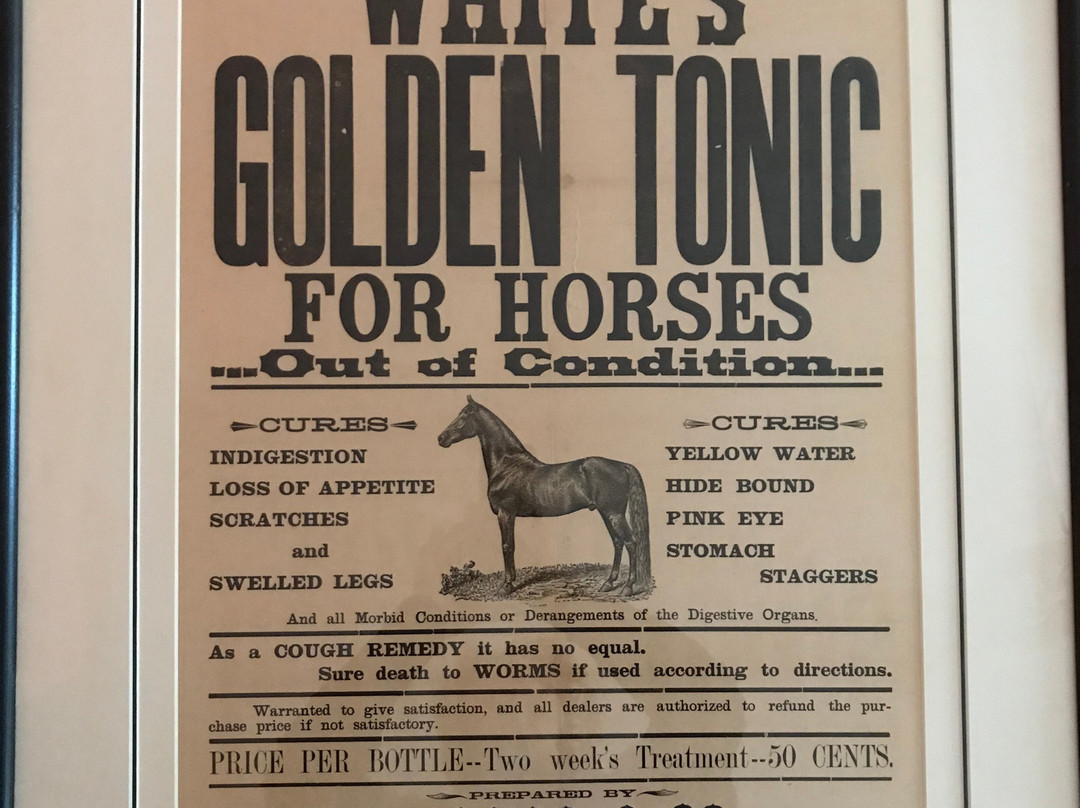 WHITE'S
GOLDEN TONIC
FOR HORSES
...Out of Condition...
CURES
INDIGESTION
LOSS OF APPETITE
SCRATCHES
and
SWELLED LEGS
CURES
YELLOW WATER
HIDE BOUND
PINK EYE
STOMACH
STAGGERS
And all Morbid Conditions or Derangements of the Digestive Organs.
As a COUGH REMEDY it has no equal.
Sure death to WORMS if used according to directions.
Warranted to give satisfaction, and all dealers are authorized to refund the pur-
chase price if not satisfactory.
PRICE PER BOTTLE--Two week's Treatment--50 CENTS.
PREPARED BY